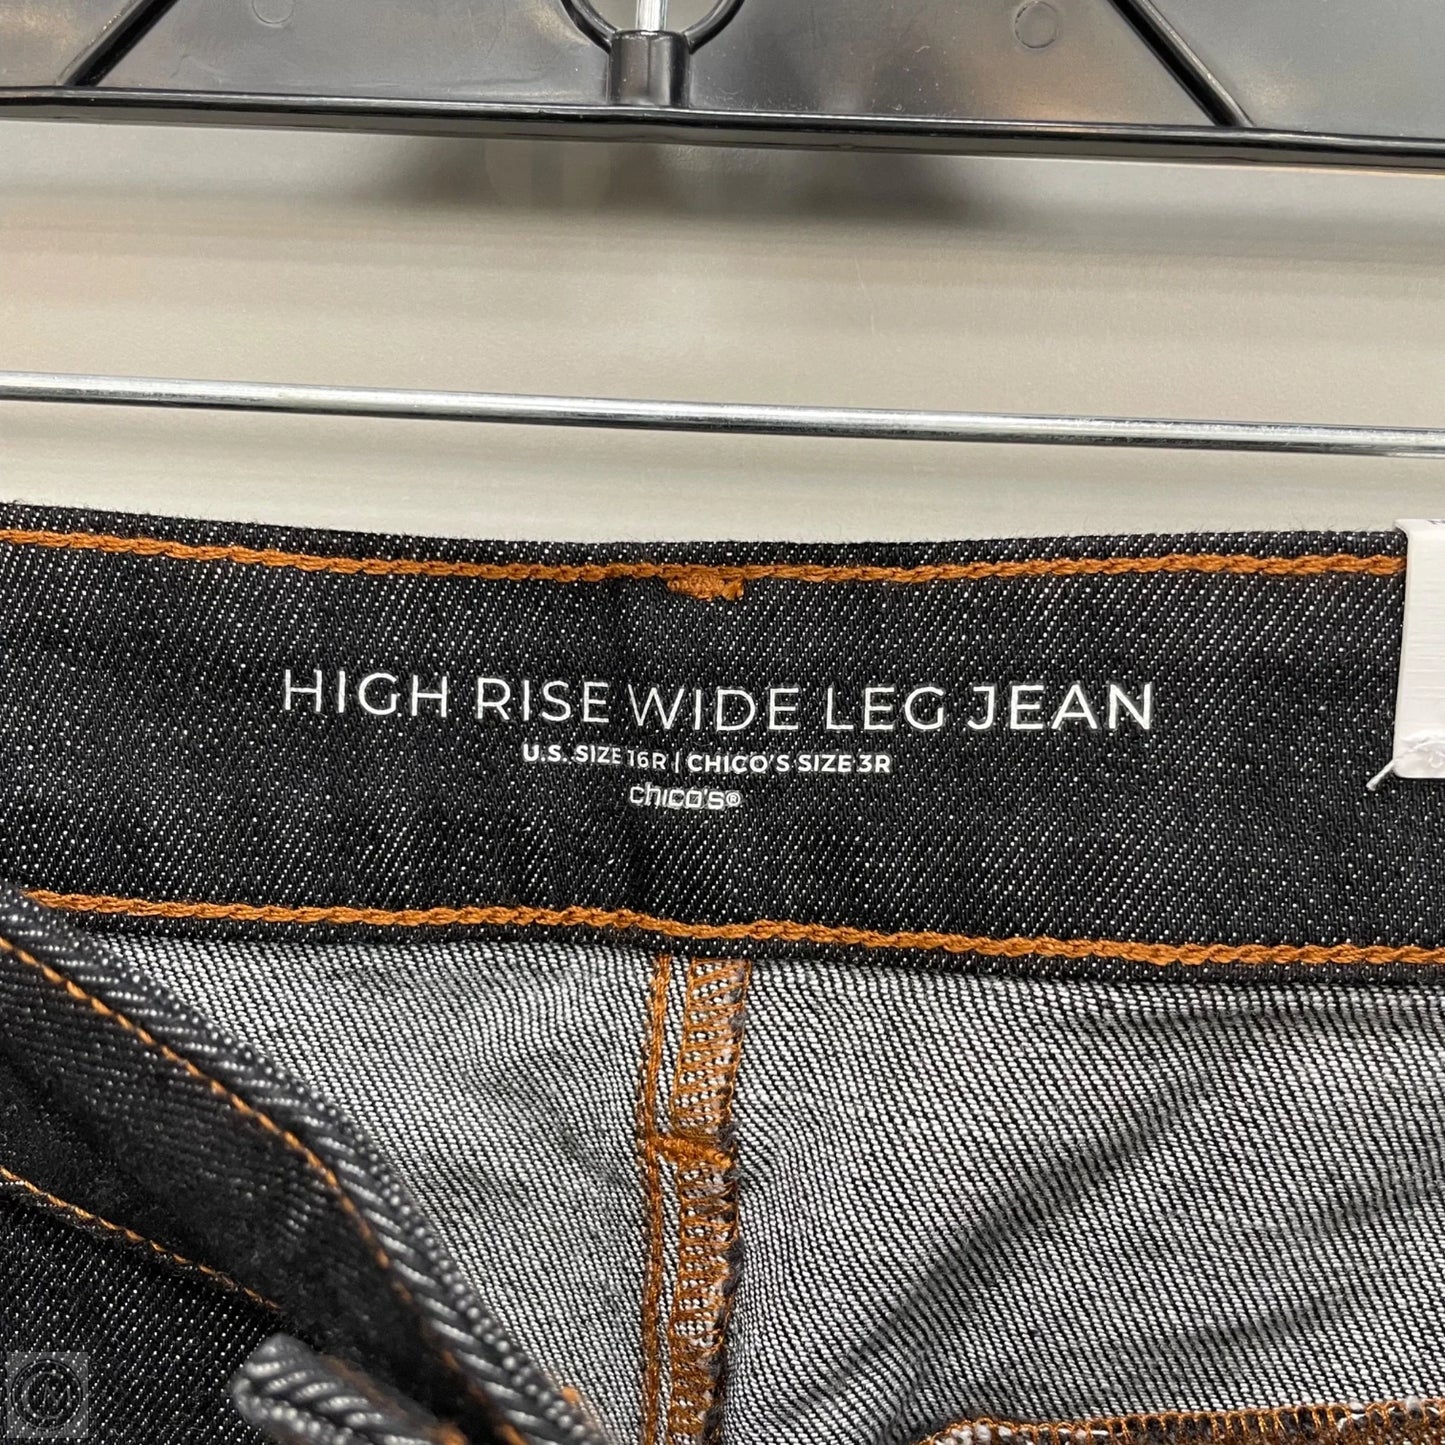 HIGH RISE WIDE LEG JEAN
U.S. SIZE 16R | CHICO'S SIZE 3R
chico's®